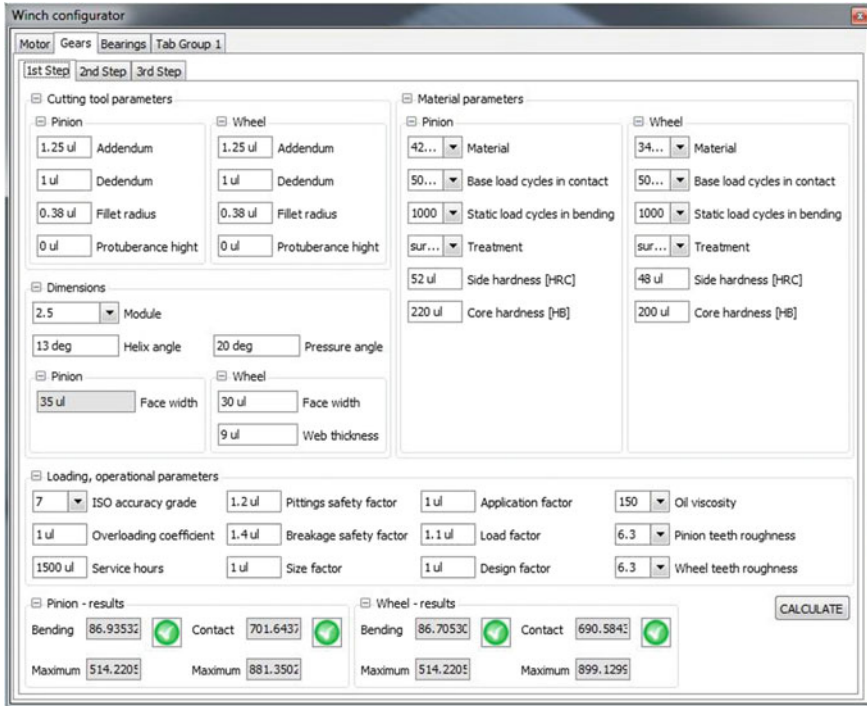 Winch configurator
Motor Gears Bearings Tab Group 1
1st Step 2nd Step 3rd Step
Cutting tool parameters
Pinion
1.25 ul Addendum
1 ul Dedendum
0.38 ul Fillet radius
0 ul Protuberance hight
Wheel
1.25 ul Addendum
1 ul Dedendum
0.38 ul Fillet radius
0 ul Protuberance hight
Material parameters
Pinion
42... Material
50... Base load cycles in contact
1000 Static load cycles in bending
sur... Treatment
52 ul Side hardness [HRC]
220 ul Core hardness [HB]
Wheel
34... Material
50... Base load cycles in contact
1000 Static load cycles in bending
sur... Treatment
48 ul Side hardness [HRC]
200 ul Core hardness [HB]
Dimensions
2.5 Module
13 deg Helix angle 20 deg Pressure angle
Pinion
35 ul Face width
Wheel
30 ul Face width
9 ul Web thickness
Loading, operational parameters
7 ISO accuracy grade 1.2 ul Pittings safety factor 1 ul Application factor 150 Oil viscosity
1 ul Overloading coefficient 1.4 ul Breakage safety factor 1.1 ul Load factor 6.3 Pinion teeth roughness
1500 ul Service hours 1 ul Size factor 1 ul Design factor 6.3 Wheel teeth roughness
Pinion - results
Bending 86.93532 Contact 701.6437
Maximum 514.2205 Maximum 881.3502
Wheel - results
Bending 86.70530 Contact 690.5843
Maximum 514.2205 Maximum 899.1299
CALCULATE